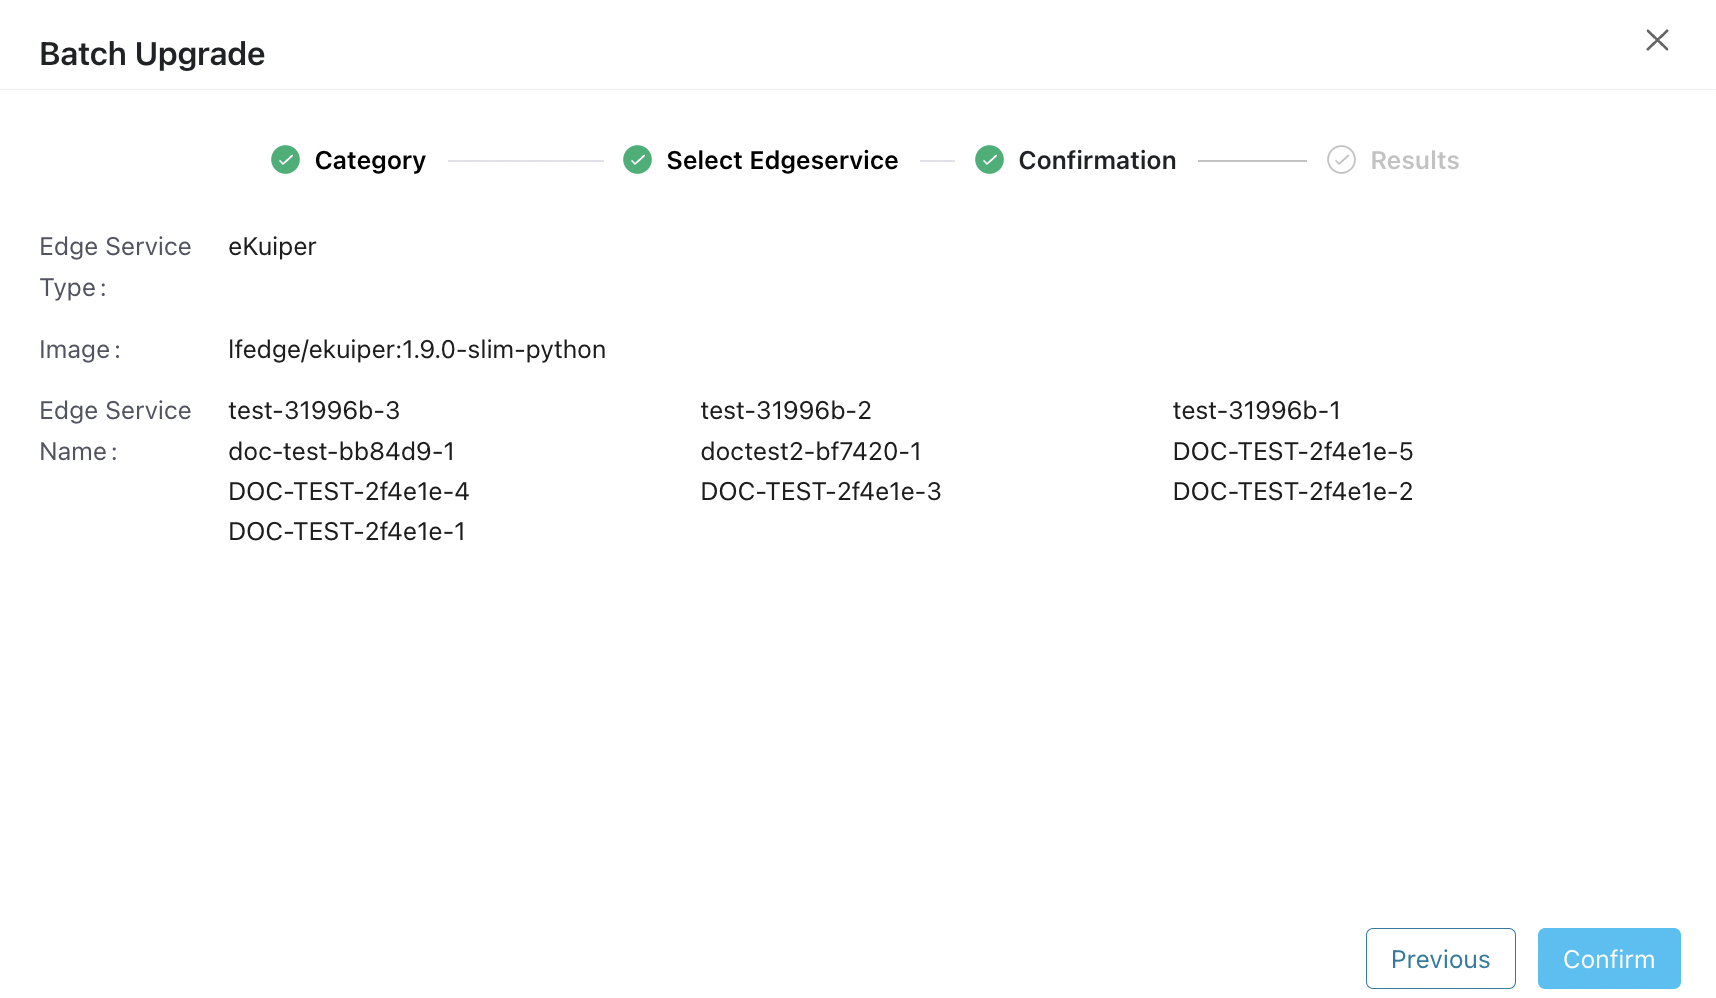 Batch Upgrade
Category
Select Edgeservice
Confirmation
Results
Edge Service Type: eKuiper
Image: lfedge/ekuiper:1.9.0-slim-python
Edge Service Name:
test-31996b-3 test-31996b-2 test-31996b-1
doc-test-bb84d9-1 doctest2-bf7420-1 DOC-TEST-2f4e1e-5
DOC-TEST-2f4e1e-4 DOC-TEST-2f4e1e-3 DOC-TEST-2f4e1e-2
DOC-TEST-2f4e1e-1
Previous
Confirm